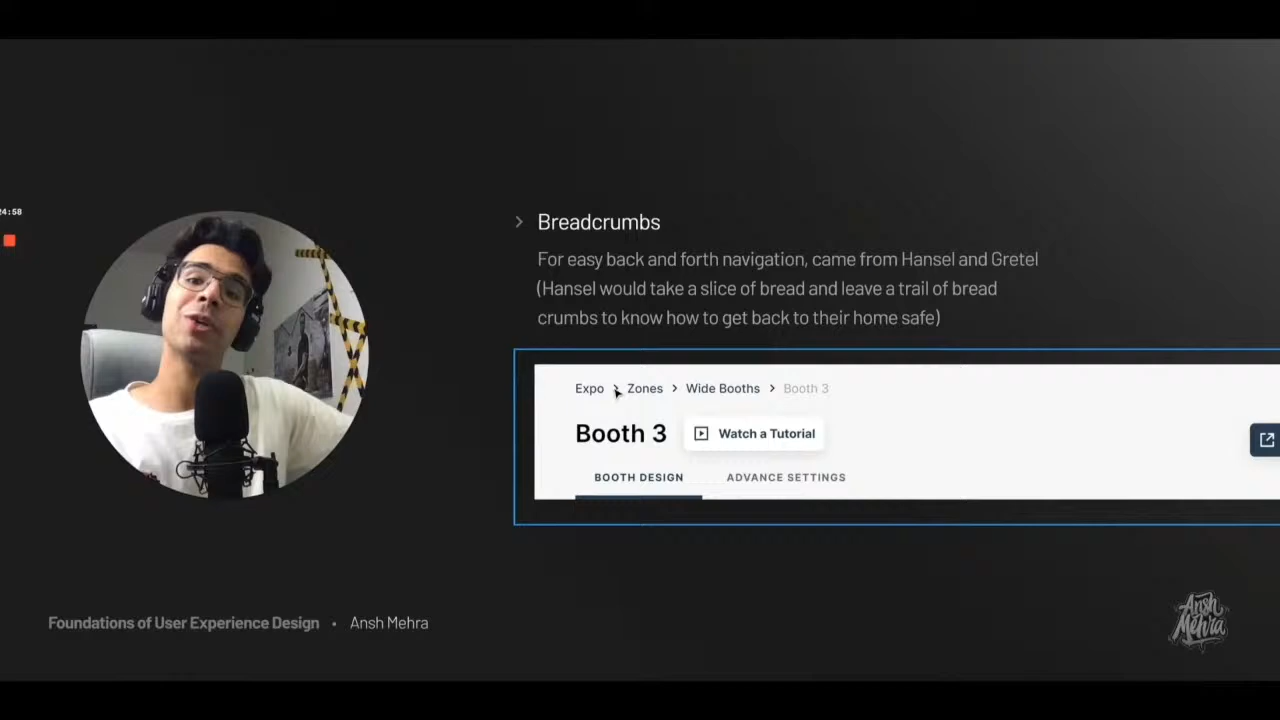 24:58
Breadcrumbs
For easy back and forth navigation, came from Hansel and Gretel
(Hansel would take a slice of bread and leave a trail of bread
crumbs to know how to get back to their home safe)
Expo > Zones > Wide Booths > Booth 3
Booth 3 Watch a Tutorial
BOOTH DESIGN ADVANCE SETTINGS
Foundations of User Experience Design • Ansh Mehra
Ansh
Mehra